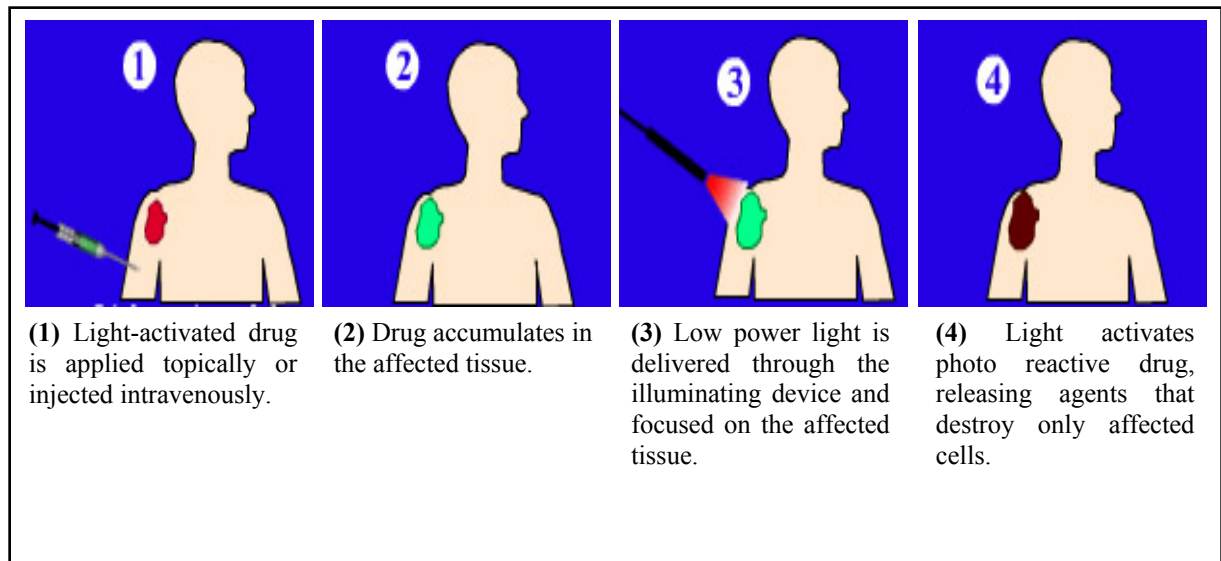 1
2
3
4
(1) Light-activated drug
is applied topically or
injected intravenously.
(2) Drug accumulates in
the affected tissue.
(3) Low power light is
delivered through the
illuminating device and
focused on the affected
tissue.
(4) Light activates
photo reactive drug,
releasing agents that
destroy only affected
cells.